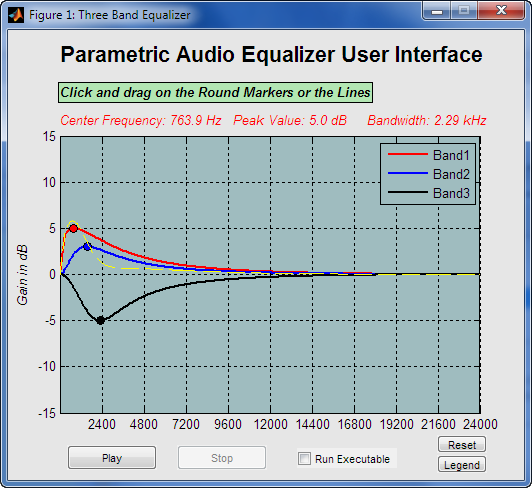 Figure 1: Three Band Equalizer
Parametric Audio Equalizer User Interface
Click and drag on the Round Markers or the Lines
Center Frequency: 763.9 Hz Peak Value: 5.0 dB Bandwidth: 2.29 kHz
Band1
Band2
Band3
Gain in dB
15
10
5
0
-5
-10
-15
2400 4800 7200 9600 12000 14400 16800 19200 21600 24000
Play
Stop
Run Executable
Reset
Legend